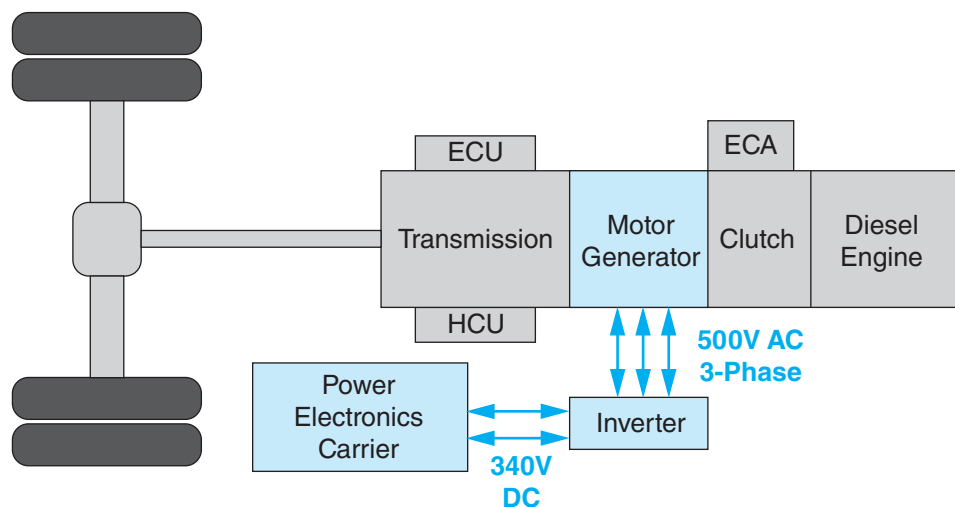 ECU
ECA
Transmission
Motor
Generator
Clutch
Diesel
Engine
HCU
500V AC
3-Phase
Power
Electronics
Carrier
Inverter
340V
DC